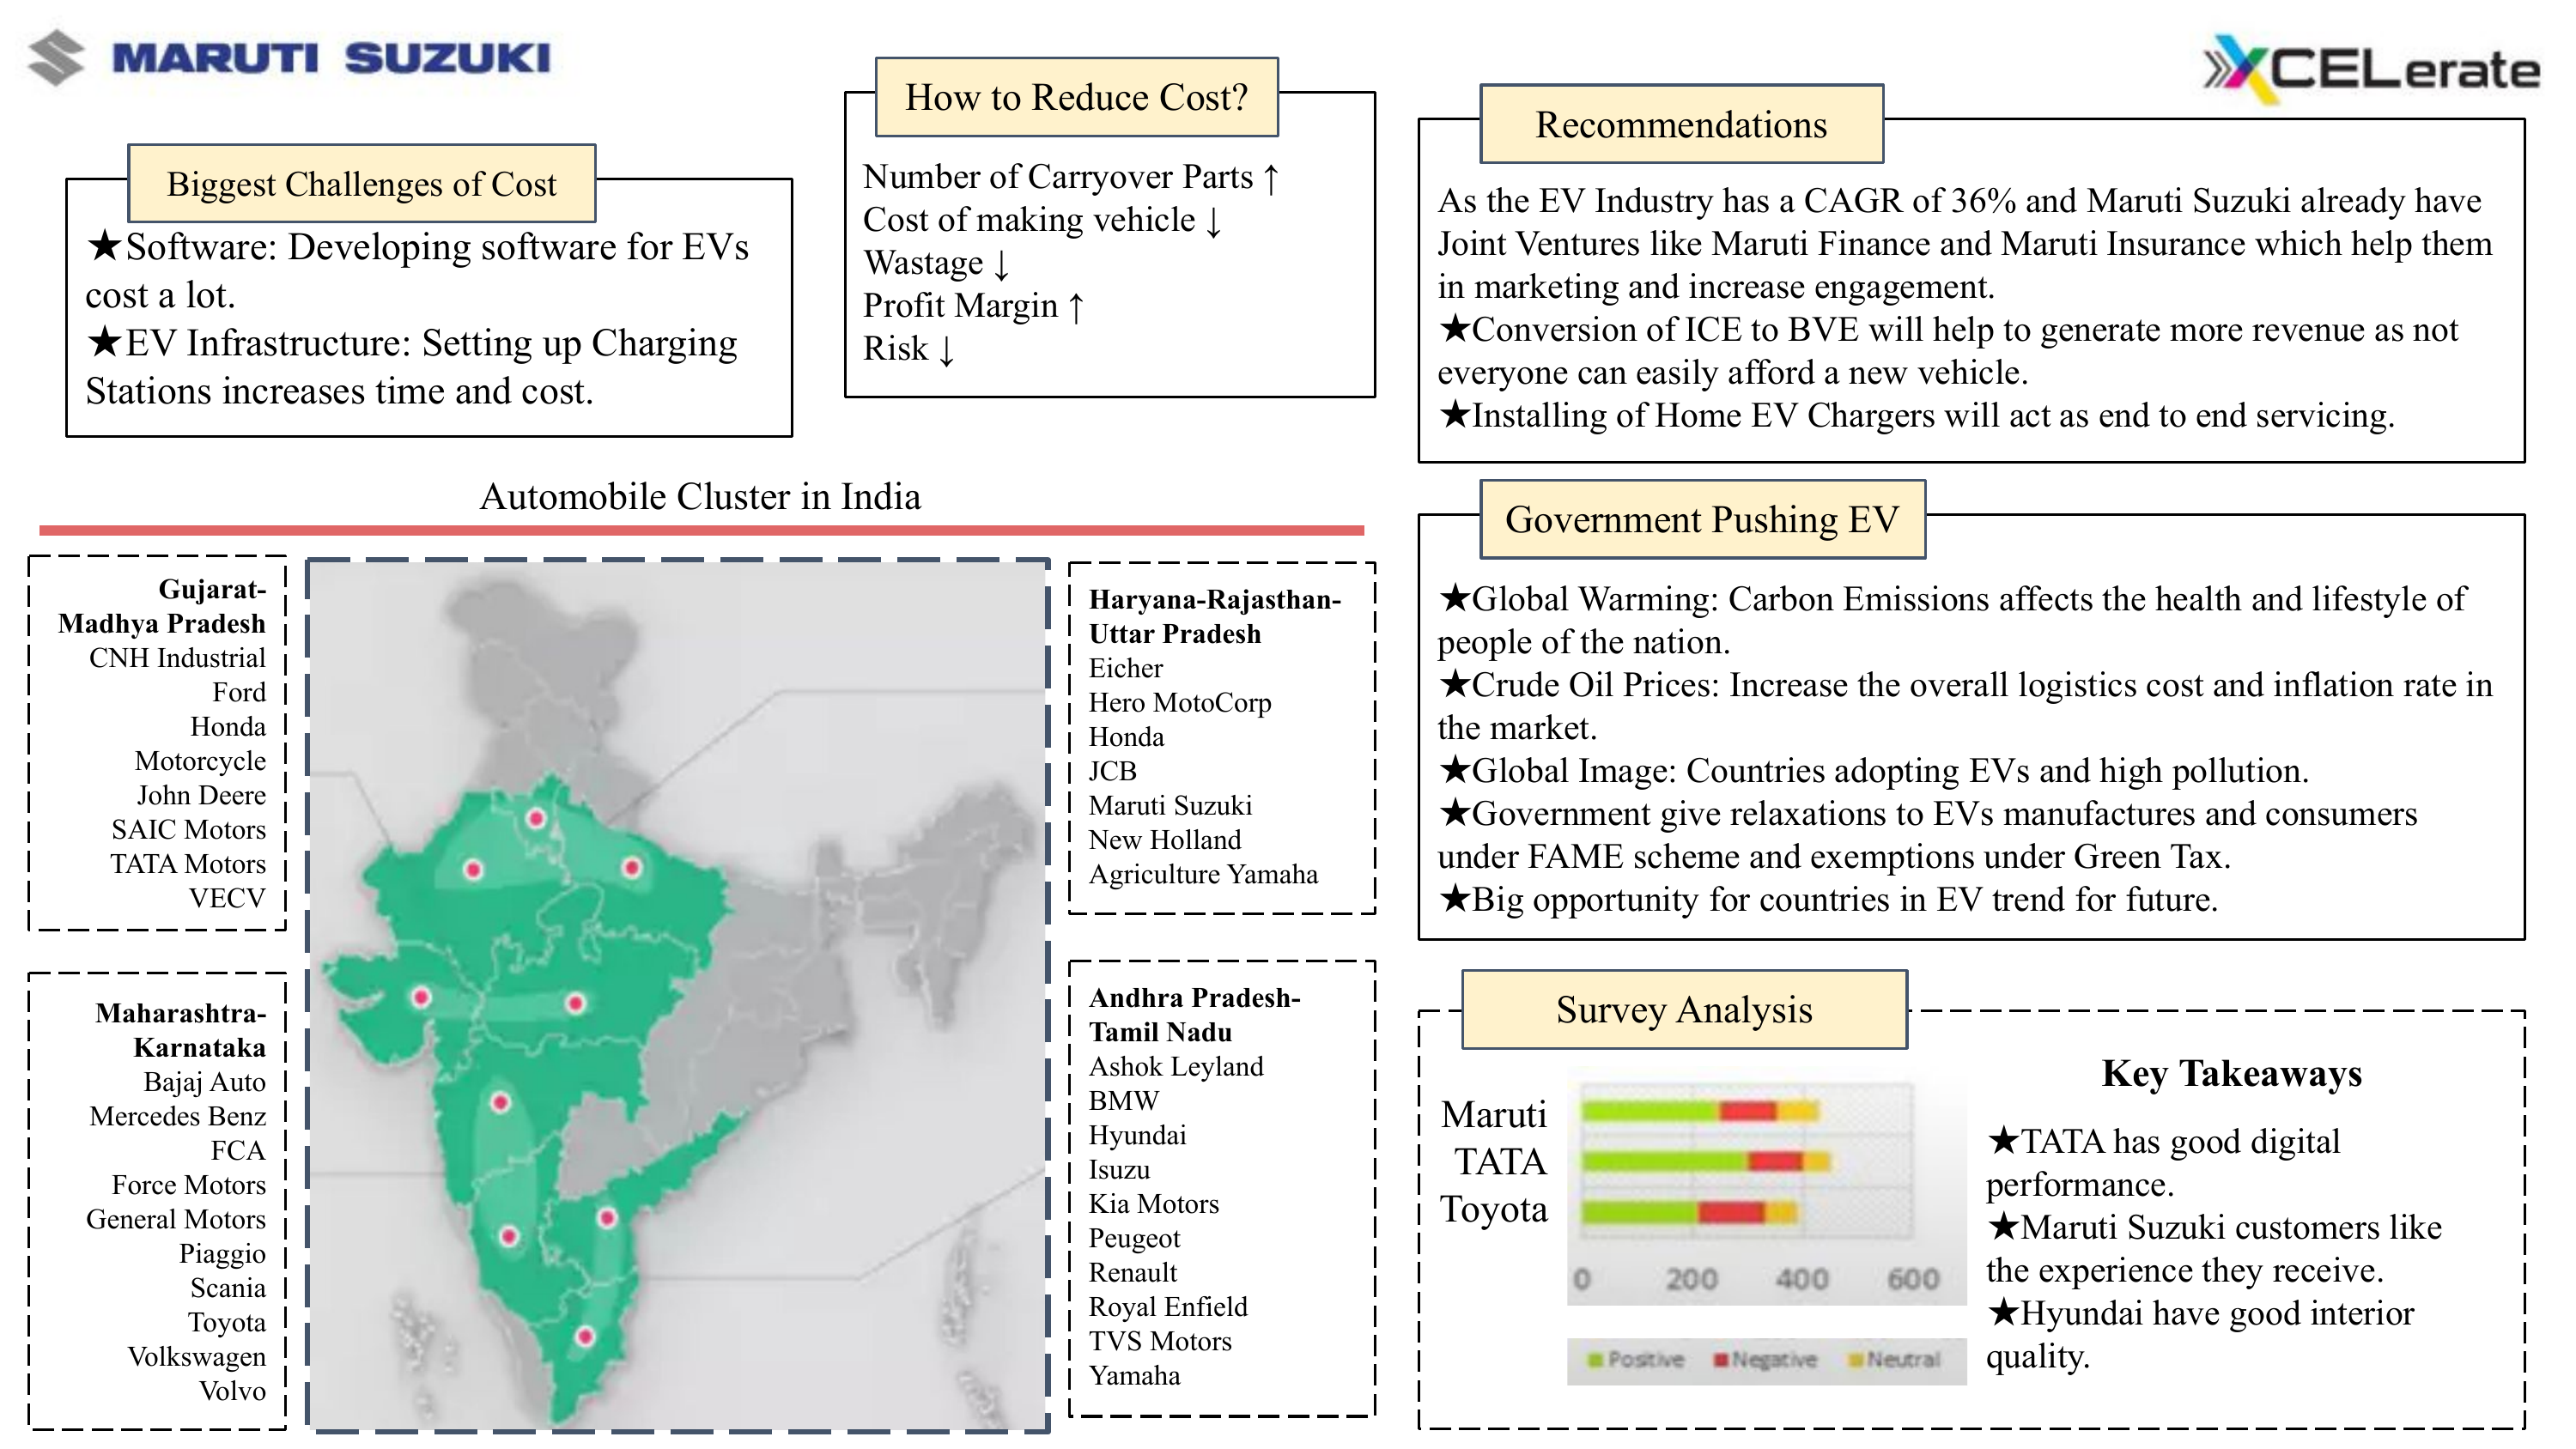 MARUTI SUZUKI
XCELerate
Biggest Challenges of Cost
★Software: Developing software for EVs
cost a lot.
★EV Infrastructure: Setting up Charging
Stations increases time and cost.
How to Reduce Cost?
Number of Carryover Parts ↑
Cost of making vehicle ↓
Wastage ↓
Profit Margin ↑
Risk ↓
Recommendations
As the EV Industry has a CAGR of 36% and Maruti Suzuki already have
Joint Ventures like Maruti Finance and Maruti Insurance which help them
in marketing and increase engagement.
★Conversion of ICE to BVE will help to generate more revenue as not
everyone can easily afford a new vehicle.
★Installing of Home EV Chargers will act as end to end servicing.
Automobile Cluster in India
Gujarat-
Madhya Pradesh
CNH Industrial
Ford
Honda
Motorcycle
John Deere
SAIC Motors
TATA Motors
VECV
Maharashtra-
Karnataka
Bajaj Auto
Mercedes Benz
FCA
Force Motors
General Motors
Piaggio
Scania
Toyota
Volkswagen
Volvo
Haryana-Rajasthan-
Uttar Pradesh
Eicher
Hero MotoCorp
Honda
JCB
Maruti Suzuki
New Holland
Agriculture Yamaha
Andhra Pradesh-
Tamil Nadu
Ashok Leyland
BMW
Hyundai
Isuzu
Kia Motors
Peugeot
Renault
Royal Enfield
TVS Motors
Yamaha
Government Pushing EV
★Global Warming: Carbon Emissions affects the health and lifestyle of
people of the nation.
★Crude Oil Prices: Increase the overall logistics cost and inflation rate in
the market.
★Global Image: Countries adopting EVs and high pollution.
★Government give relaxations to EVs manufactures and consumers
under FAME scheme and exemptions under Green Tax.
★Big opportunity for countries in EV trend for future.
Survey Analysis
Maruti
TATA
Toyota
0 200 400 600
Positive Negative Neutral
Key Takeaways
★TATA has good digital
performance.
★Maruti Suzuki customers like
the experience they receive.
★Hyundai have good interior
quality.